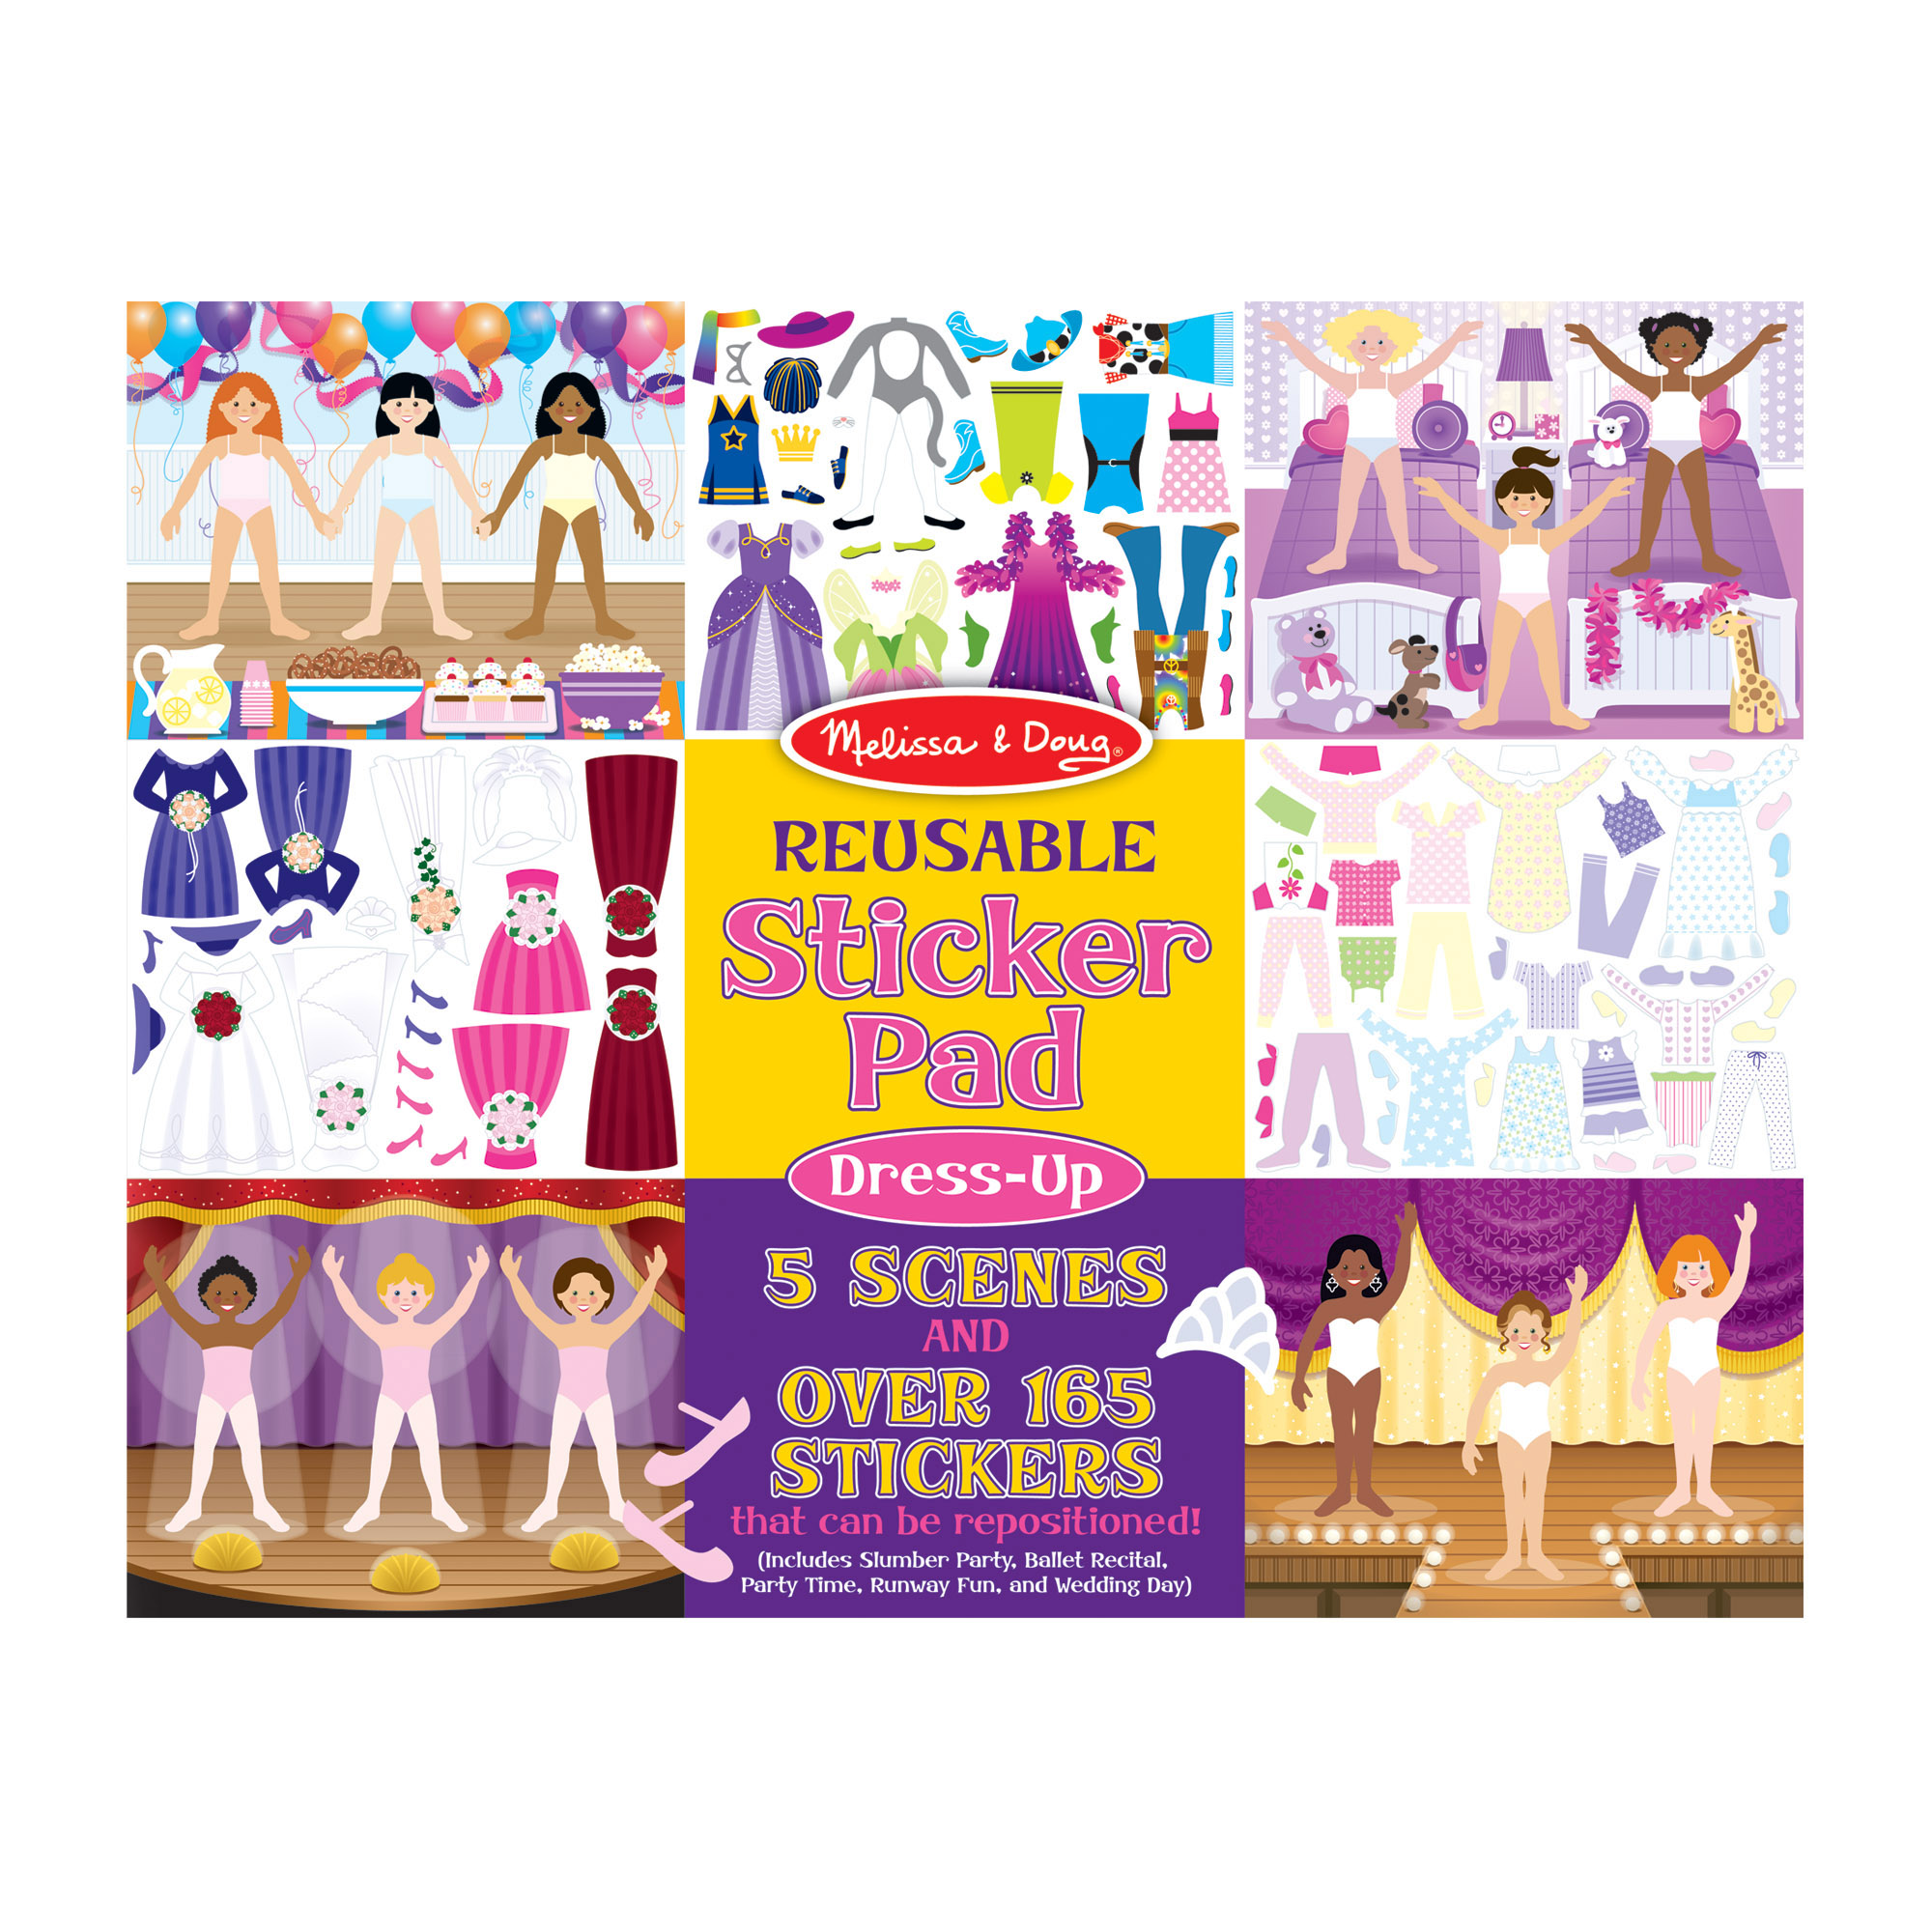 Melissa & Doug®
REUSABLE
Sticker
Pad
Dress-Up
5 SCENES
AND
OVER 165
STICKERS
that can be repositioned!
(Includes Slumber Party, Ballet Recital,
Party Time, Runway Fun, and Wedding Day)